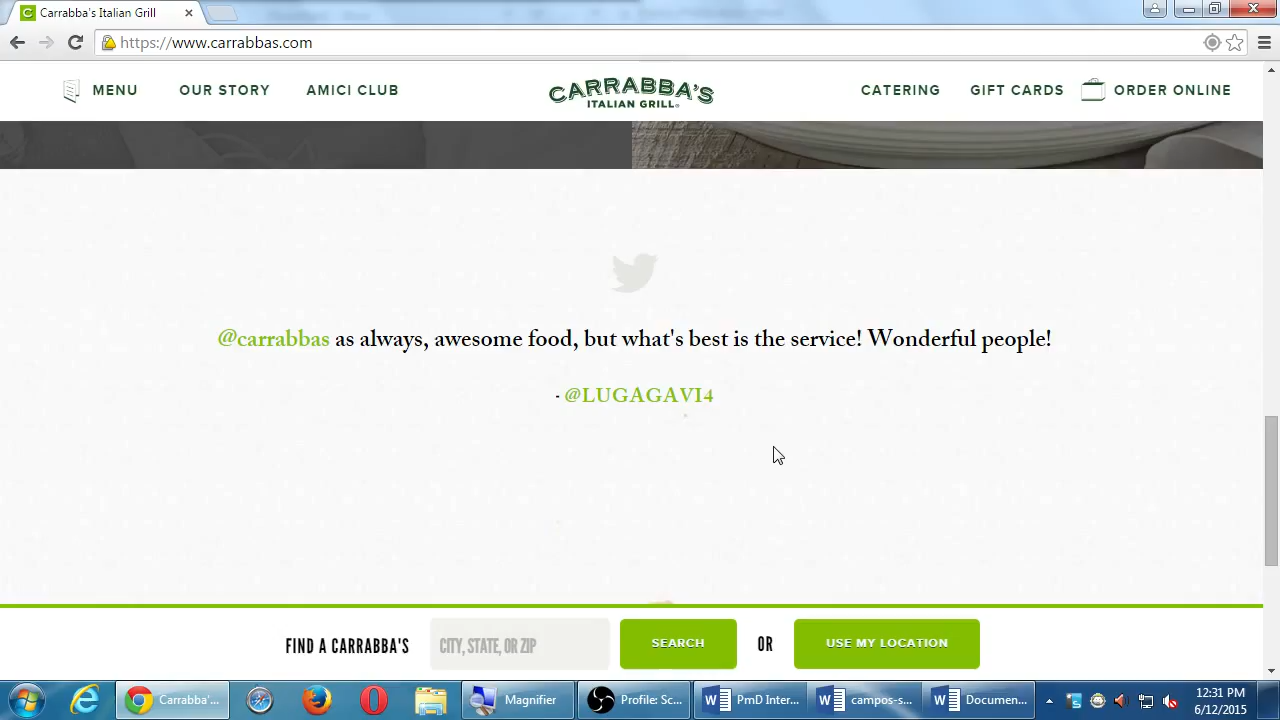 Carrabba's Italian Grill
https://www.carrabbas.com
MENU OUR STORY AMICI CLUB CARRABBA'S CATERING GIFT CARDS ORDER ONLINE
ITALIAN GRILL
@carrabbas as always, awesome food, but what's best is the service! Wonderful people!
- @LUGAGAVI4
FIND A CARRABBA'S CITY, STATE, OR ZIP SEARCH OR USE MY LOCATION
Carrabba'... Magnifier Profile: Sc... PmD Inter... campos-s... Documen... 12:31 PM
6/12/2015